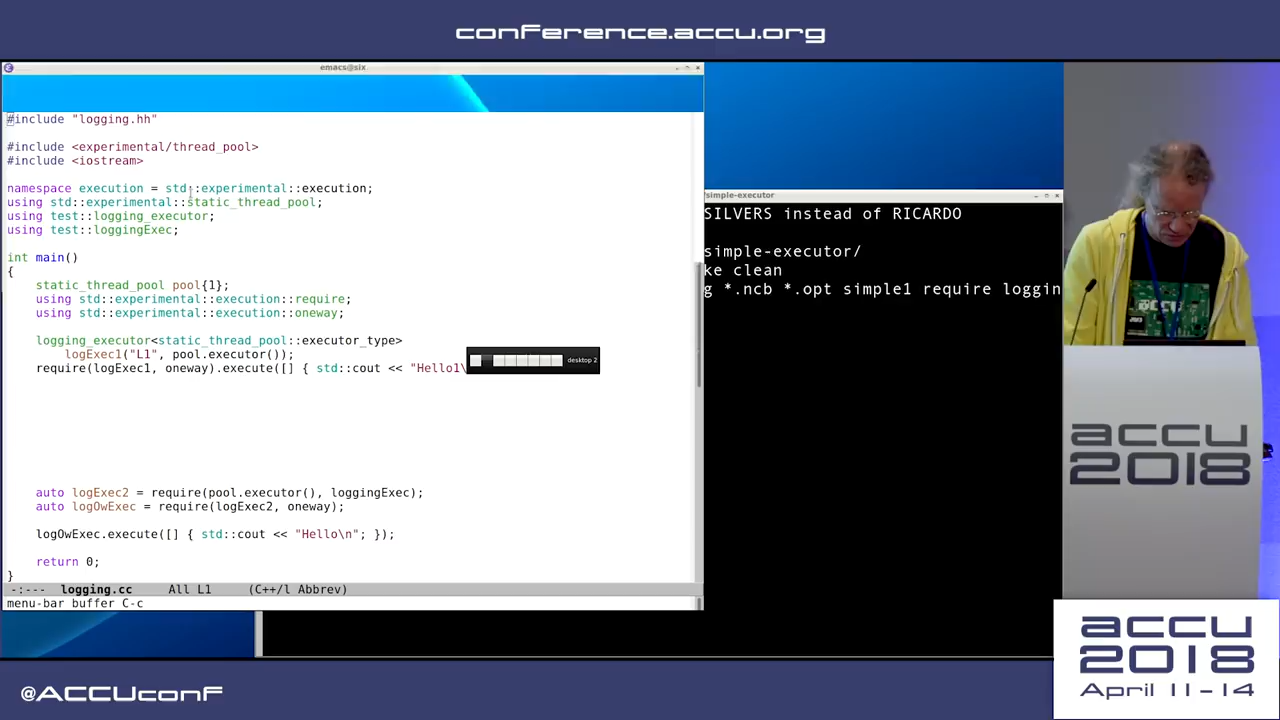 conference.accu.org
emacs@six
#include "logging.hh"
#include <experimental/thread_pool>
#include <iostream>
namespace execution = std::experimental::execution;
using std::experimental::static_thread_pool;
using test::logging_executor;
using test::loggingExec;
int main()
{
static_thread_pool pool{1};
using std::experimental::execution::require;
using std::experimental::execution::oneway;
logging_executor<static_thread_pool::executor_type>
logExec1("L1", pool.executor());
require(logExec1, oneway).execute([] { std::cout << "Hello1\
desktop 2
auto logExec2 = require(pool.executor(), loggingExec);
auto logOwExec = require(logExec2, oneway);
logOwExec.execute([] { std::cout << "Hello\n"; });
return 0;
}
-:--- logging.cc All L1 (C++/l Abbrev)
menu-bar buffer C-c
/simple-executor
SILVERS instead of RICARDO
simple-executor/
ke clean
g *.ncb *.opt simple1 require loggin
accu
2018
accu
2018
April 11-14
@ACCUconf